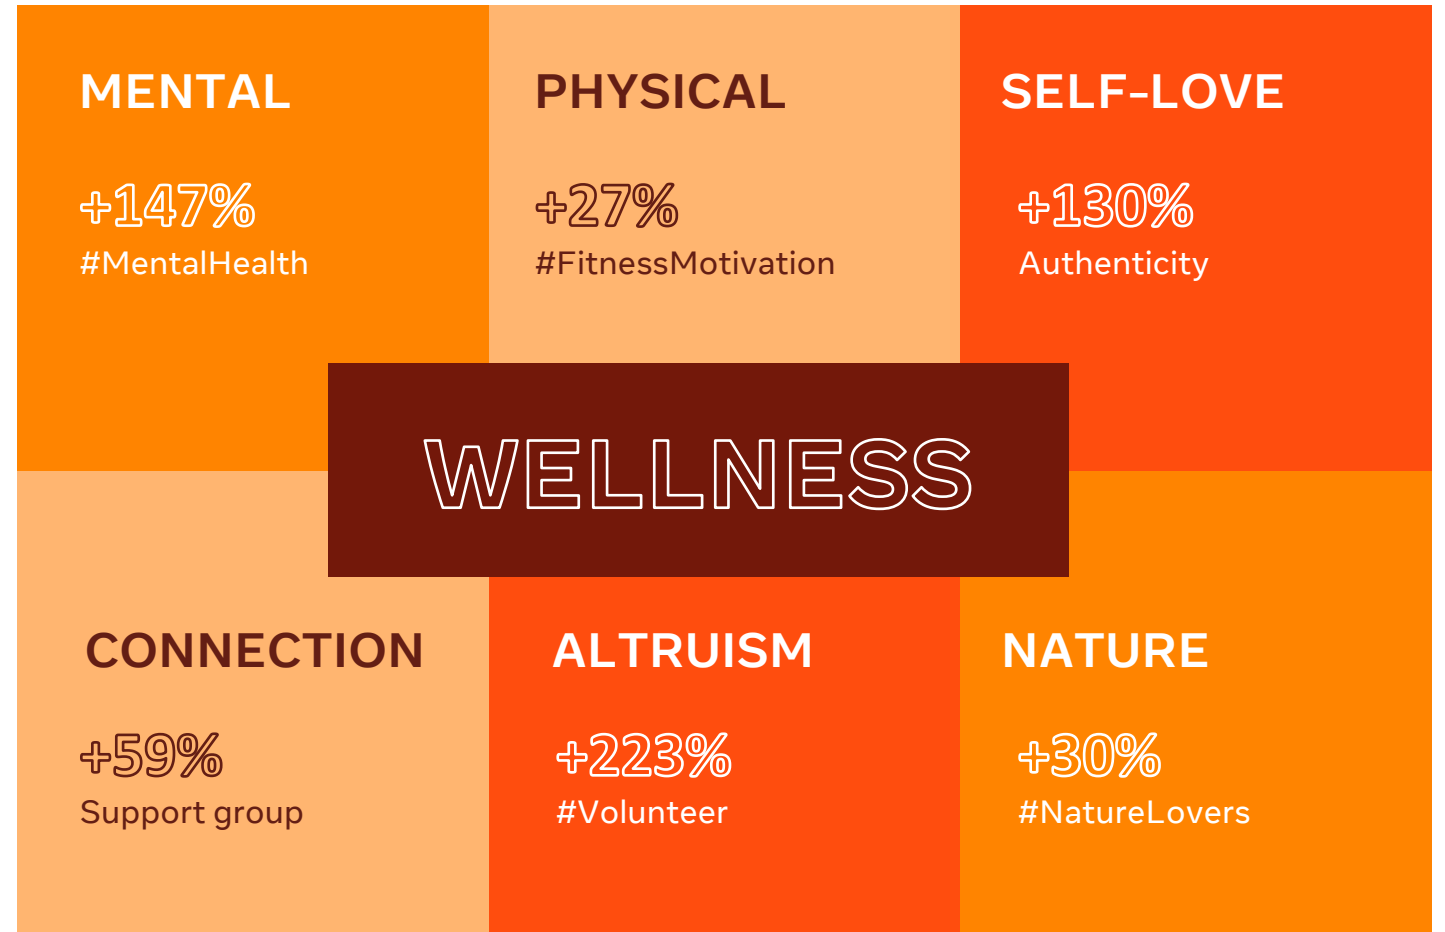 MENTAL
+147%
#MentalHealth
PHYSICAL
+27%
#FitnessMotivation
SELF-LOVE
+130%
Authenticity
WELLNESS
CONNECTION
+59%
Support group
ALTRUISM
+223%
#Volunteer
NATURE
+30%
#NatureLovers